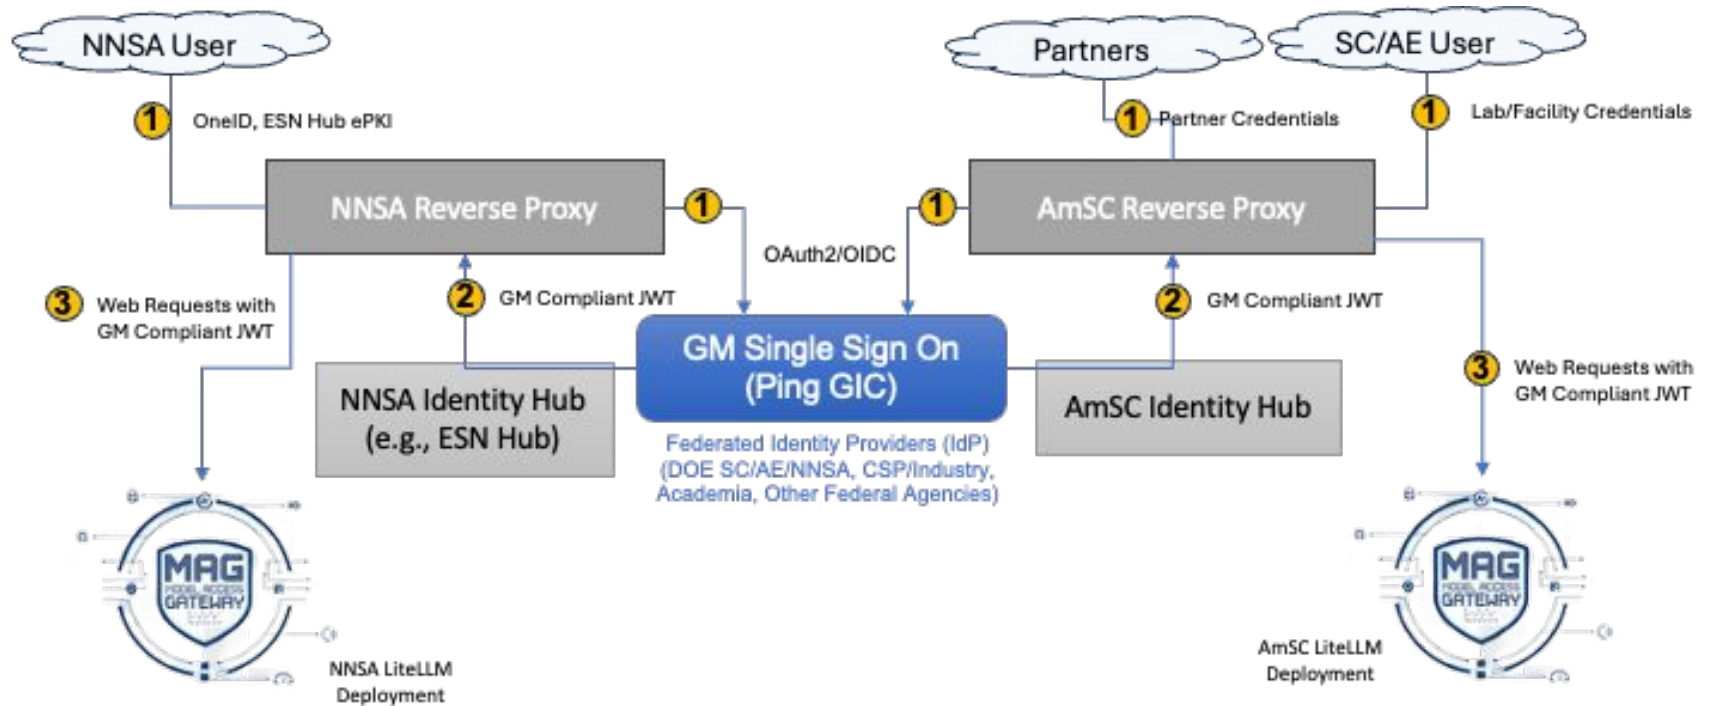 NNSA User
Partners
SC/AE User
1
OneID, ESN Hub ePKI
1
Partner Credentials
1
Lab/Facility Credentials
NNSA Reverse Proxy
1
1
AmSC Reverse Proxy
OAuth2/OIDC
3
Web Requests with
GM Compliant JWT
2
GM Compliant JWT
2
GM Compliant JWT
GM Single Sign On
(Ping GIC)
3
Web Requests with
GM Compliant JWT
NNSA Identity Hub
(e.g., ESN Hub)
AmSC Identity Hub
Federated Identity Providers (IdP)
(DOE SC/AE/NNSA, CSP/Industry,
Academia, Other Federal Agencies)
MAG
MODEL ACCESS
GATEWAY
NNSA LiteLLM
Deployment
MAG
MODEL ACCESS
GATEWAY
AmSC LiteLLM
Deployment